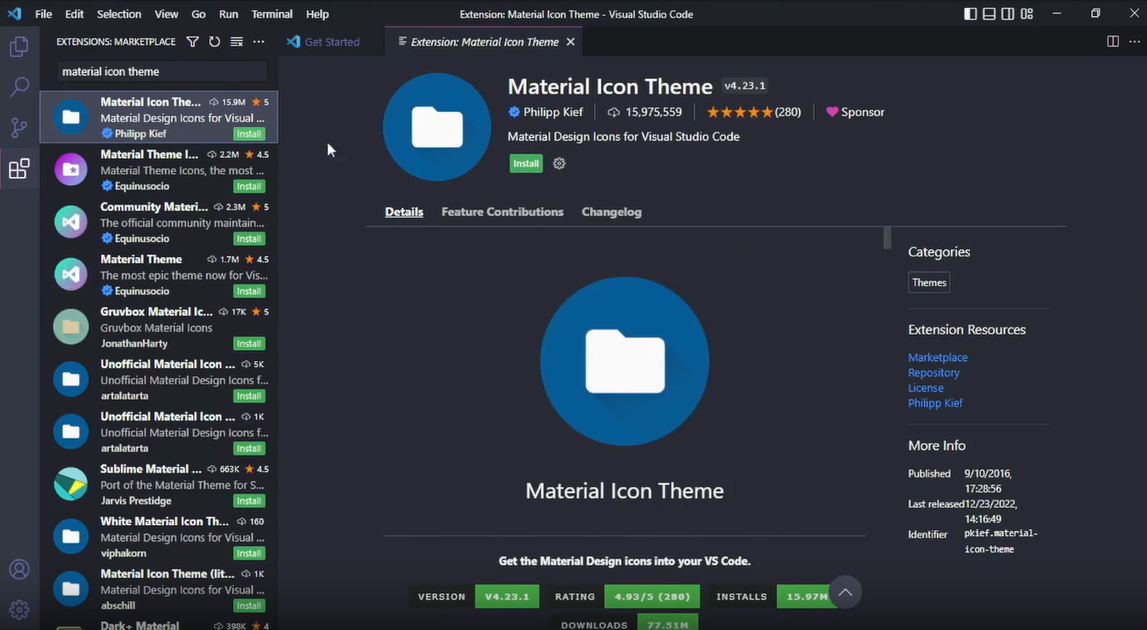 File Edit Selection View Go Run Terminal Help
Extension: Material Icon Theme - Visual Studio Code
EXTENSIONS: MARKETPLACE
Get Started
Extension: Material Icon Theme
material icon theme
Material Icon The... 15.9M 5
Material Design Icons for Visual ...
Philipp Kief Install
Material Theme I... 2.2M 4.5
Material Theme Icons, the most ...
Equinusocio Install
Community Materi... 2.3M 5
The official community maintain...
Equinusocio Install
Material Theme 1.7M 4.5
The most epic theme now for Vis...
Equinusocio Install
Gruvbox Material Ic... 17K 5
Gruvbox Material Icons
JonathanHarty Install
Unofficial Material Icon ... 5K
Unofficial Material Design Icons f...
artalatarta Install
Unofficial Material Icon ... 1K
Unofficial Material Design Icons f...
artalatarta Install
Sublime Material ... 663K 4.5
Port of the Material Theme for S...
Jarvis Prestidge Install
White Material Icon Th... 160
Material Design Icons for Visual ...
viphakorn Install
Material Icon Theme (lit... 1K
Material Design Icons for Visual ...
abschill Install
Dark+ Material 398K 4
Material Icon Theme v4.23.1
Philipp Kief 15,975,559 (280) Sponsor
Material Design Icons for Visual Studio Code
Install
Details Feature Contributions Changelog
Material Icon Theme
Get the Material Design icons into your VS Code.
VERSION V4.23.1 RATING 4.93/5 (280) INSTALLS 15.97M
DOWNLOADS 77.51M
Categories
Themes
Extension Resources
Marketplace
Repository
License
Philipp Kief
More Info
Published 9/10/2016,
17:28:56
Last released 12/23/2022,
14:16:49
Identifier pkief.material-
icon-theme